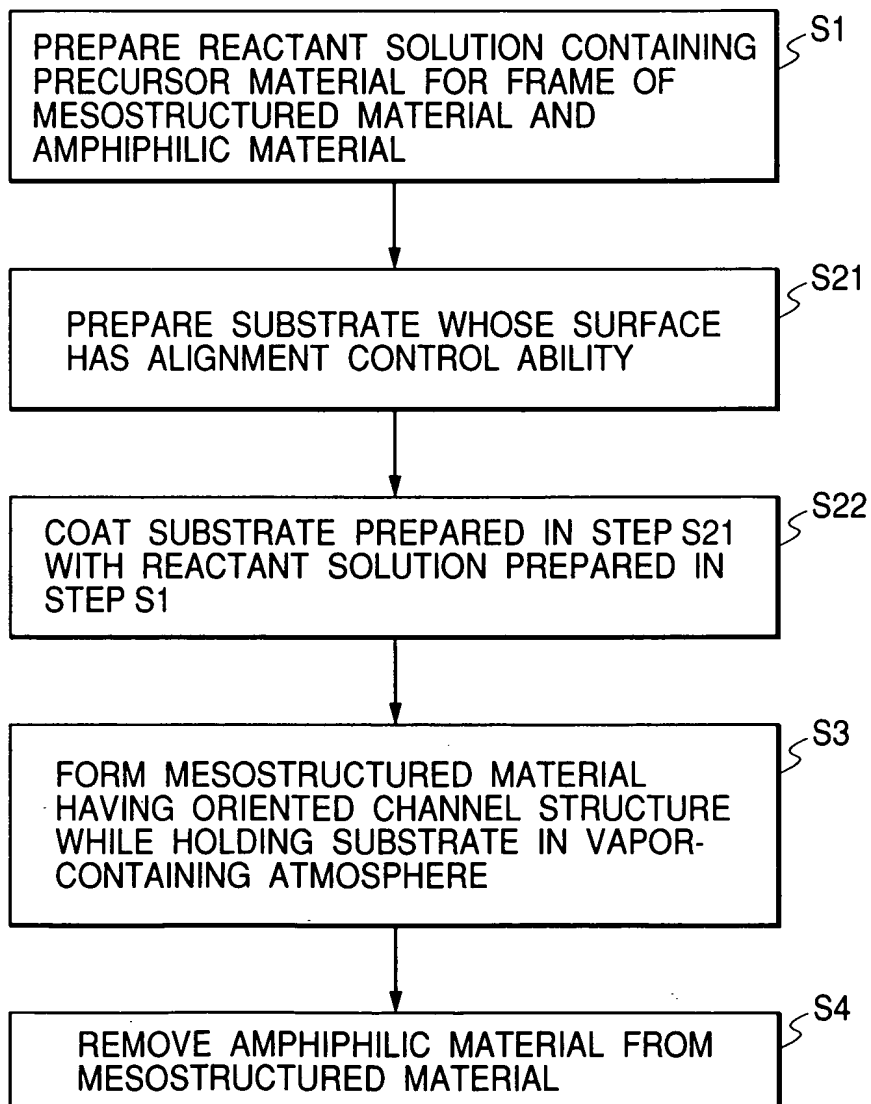 S1
PREPARE REACTANT SOLUTION CONTAINING
PRECURSOR MATERIAL FOR FRAME OF
MESOSTRUCTURED MATERIAL AND
AMPHIPHILIC MATERIAL
S21
PREPARE SUBSTRATE WHOSE SURFACE
HAS ALIGNMENT CONTROL ABILITY
S22
COAT SUBSTRATE PREPARED IN STEP S21
WITH REACTANT SOLUTION PREPARED IN
STEP S1
S3
FORM MESOSTRUCTURED MATERIAL
HAVING ORIENTED CHANNEL STRUCTURE
WHILE HOLDING SUBSTRATE IN VAPOR-
CONTAINING ATMOSPHERE
S4
REMOVE AMPHIPHILIC MATERIAL FROM
MESOSTRUCTURED MATERIAL